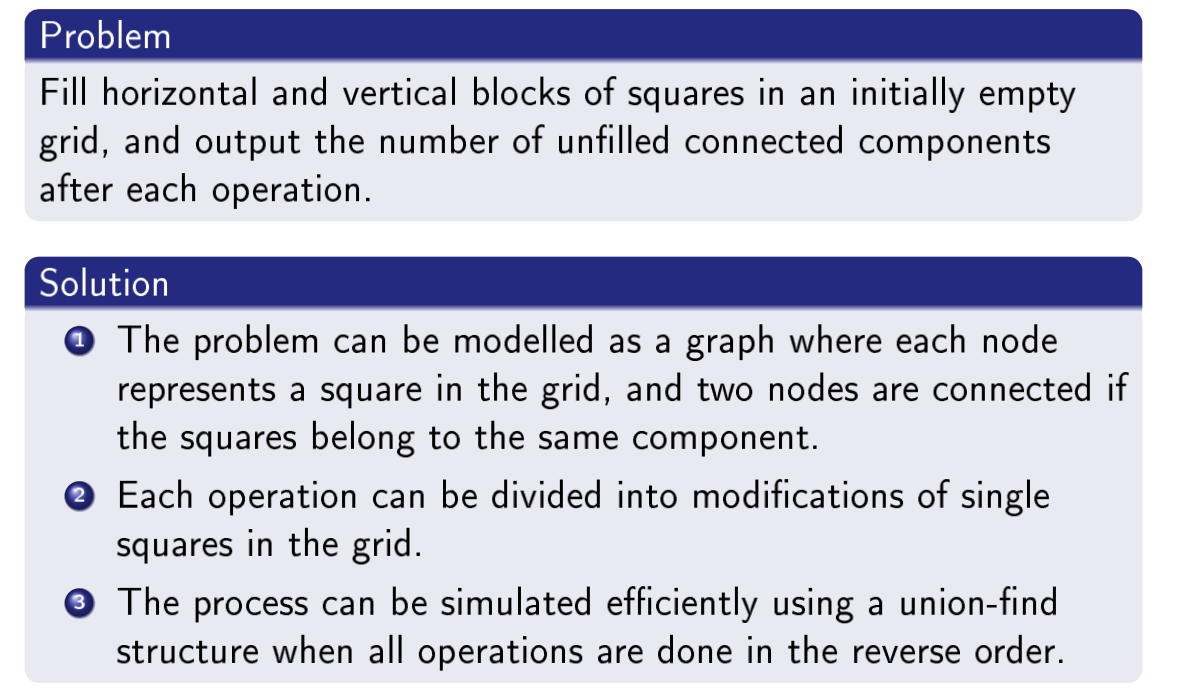 Problem
Fill horizontal and vertical blocks of squares in an initially empty
grid, and output the number of unfilled connected components
after each operation.
Solution
1 The problem can be modelled as a graph where each node
represents a square in the grid, and two nodes are connected if
the squares belong to the same component.
2 Each operation can be divided into modifications of single
squares in the grid.
3 The process can be simulated efficiently using a union-find
structure when all operations are done in the reverse order.